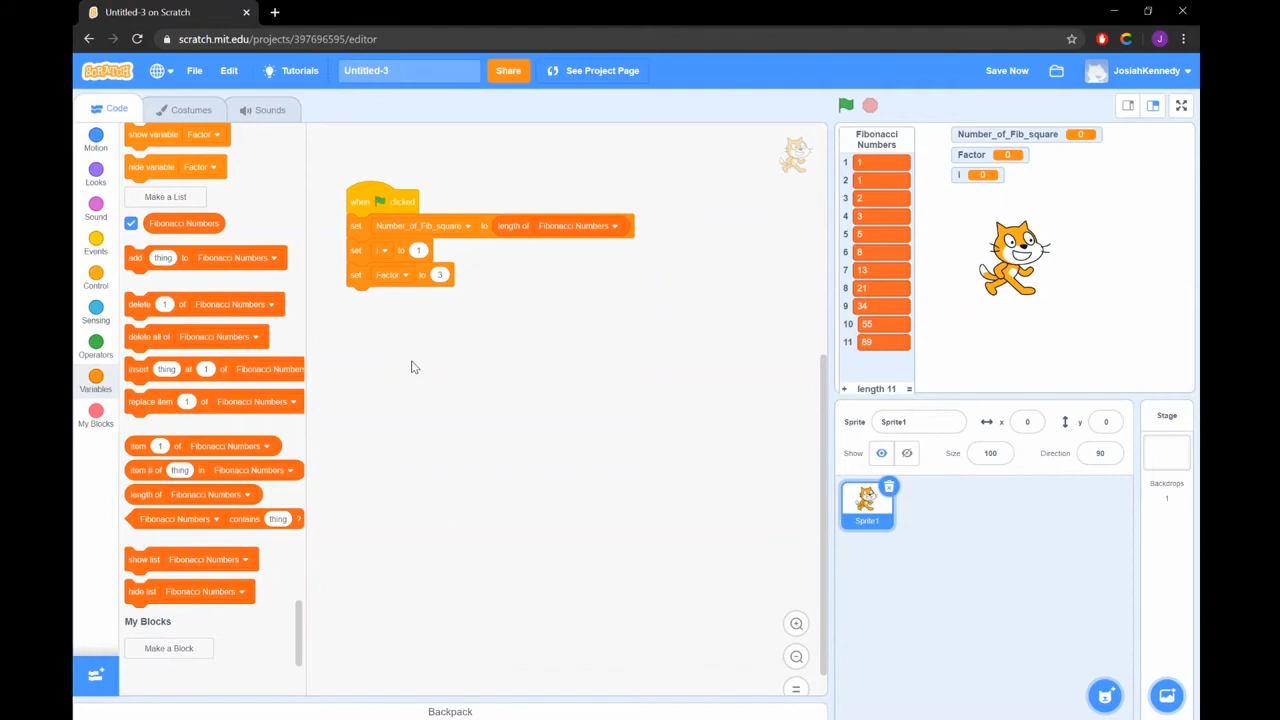 Untitled-3 on Scratch
scratch.mit.edu/projects/397696595/editor
J
SCRATCH
File
Edit
Tutorials
Untitled-3
Share
See Project Page
Save Now
JosiahKennedy
Code
Costumes
Sounds
Motion
Looks
Sound
Events
Control
Sensing
Operators
Variables
My Blocks
show variable Factor
hide variable Factor
Make a List
Fibonacci Numbers
add thing to Fibonacci Numbers
delete 1 of Fibonacci Numbers
delete all of Fibonacci Numbers
insert thing at 1 of Fibonacci Numbers
replace item 1 of Fibonacci Numbers
item 1 of Fibonacci Numbers
item # of thing in Fibonacci Numbers
length of Fibonacci Numbers
Fibonacci Numbers contains thing ?
show list Fibonacci Numbers
hide list Fibonacci Numbers
My Blocks
Make a Block
when clicked
set Number_of_Fib_square to length of Fibonacci Numbers
set i to 1
set Factor to 3
Fibonacci
Numbers
1 1
2 1
3 2
4 3
5 5
6 8
7 13
8 21
9 34
10 55
11 89
+ length 11 =
Number_of_Fib_square 0
Factor 0
i 0
Sprite Sprite1 x 0 y 0
Show Size 100 Direction 90
Sprite1
Stage
Backdrops
1
Backpack